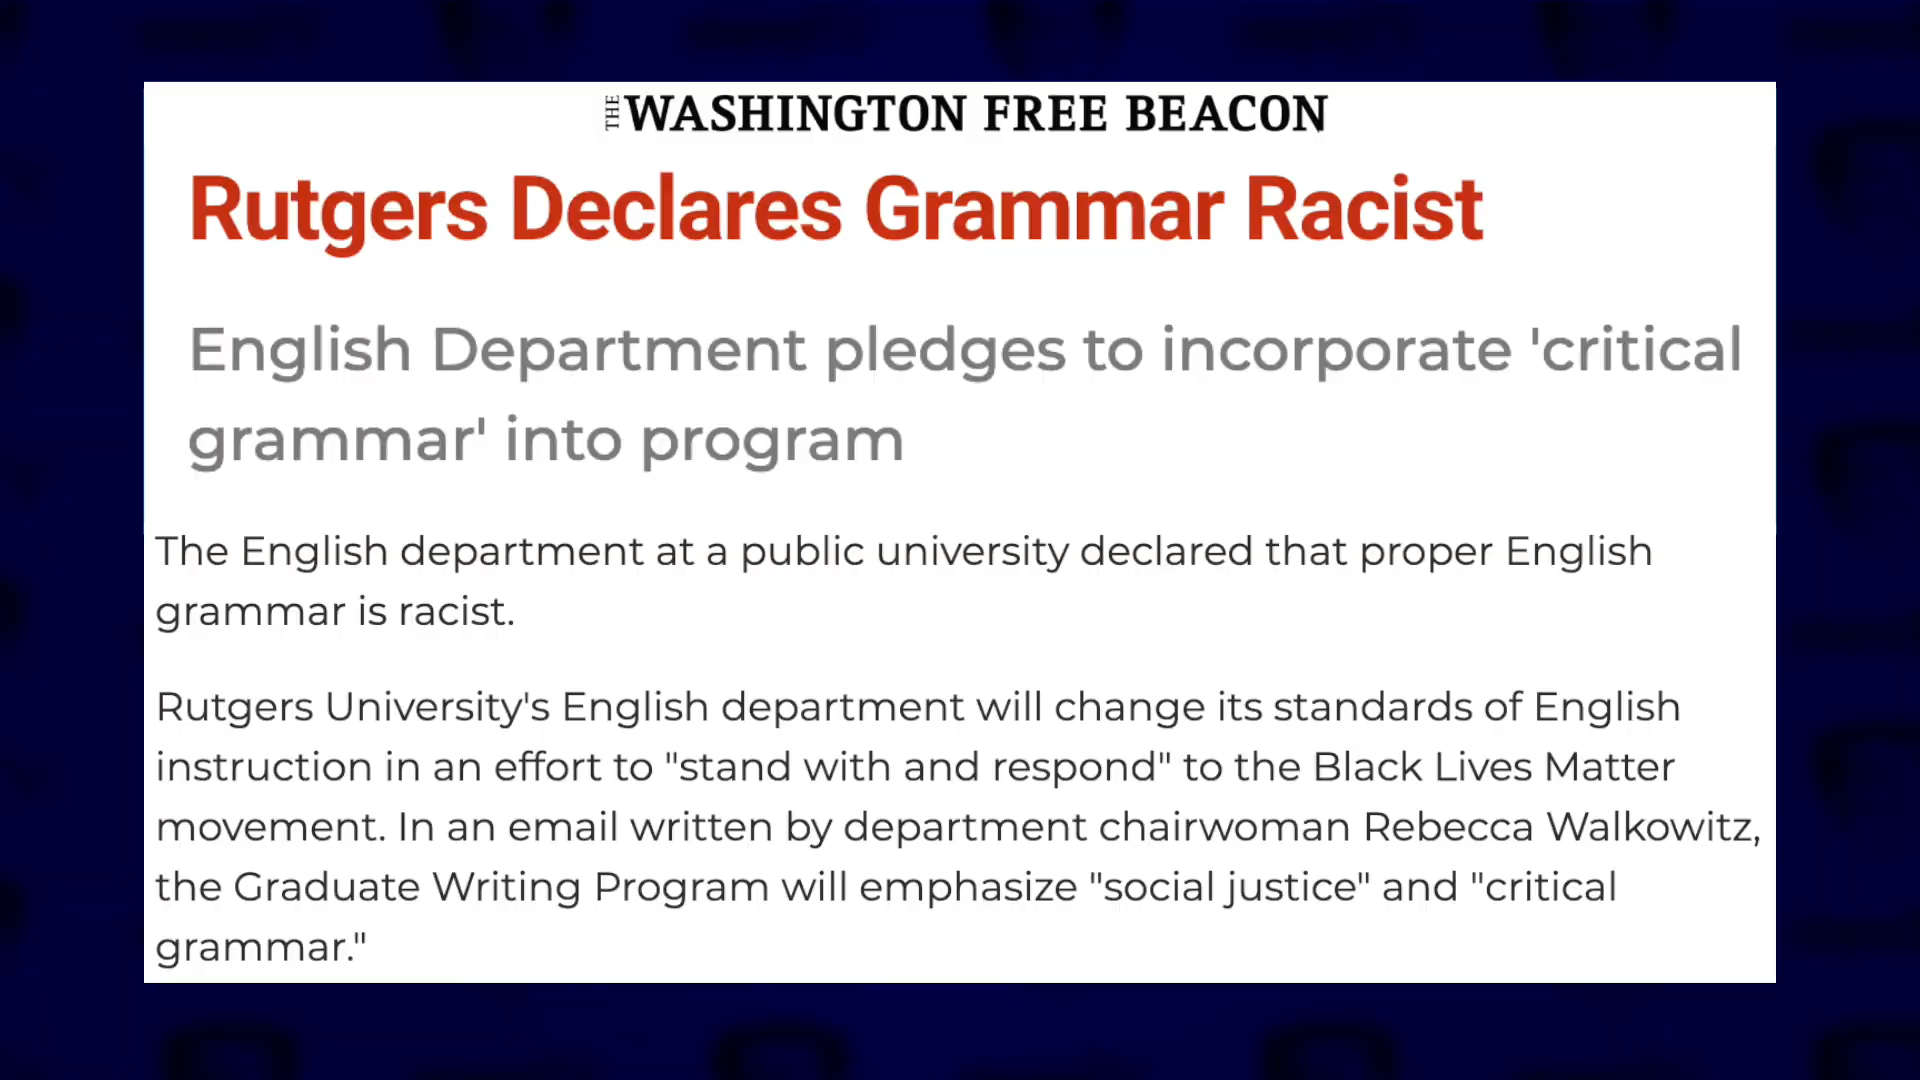 THE WASHINGTON FREE BEACON
Rutgers Declares Grammar Racist
English Department pledges to incorporate 'critical
grammar' into program
The English department at a public university declared that proper English
grammar is racist.
Rutgers University's English department will change its standards of English
instruction in an effort to "stand with and respond" to the Black Lives Matter
movement. In an email written by department chairwoman Rebecca Walkowitz,
the Graduate Writing Program will emphasize "social justice" and "critical
grammar."